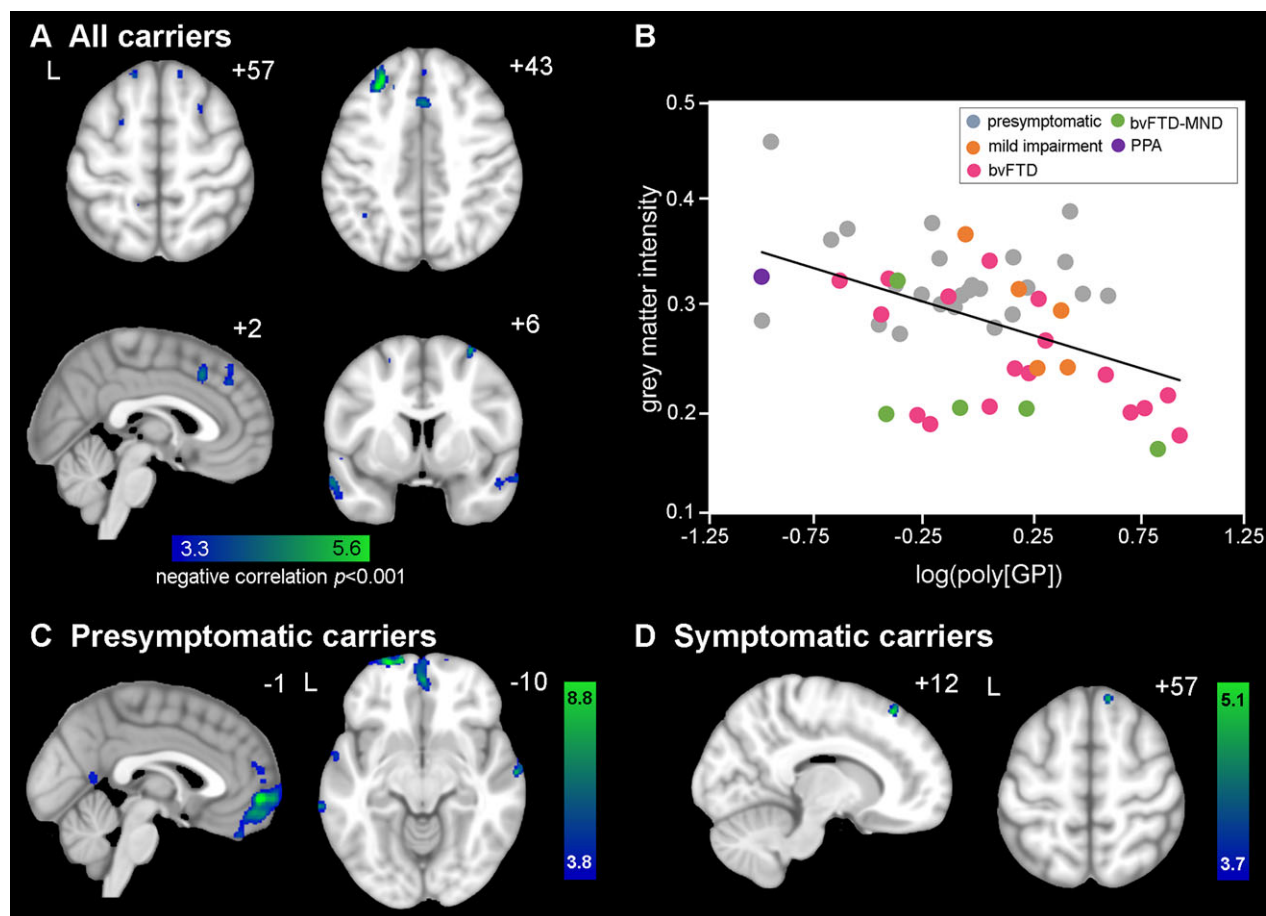 A All carriers
L
+57
+43
+2
+6
3.3
5.6
negative correlation p<0.001
B
presymptomatic
bvFTD-MND
mild impairment
PPA
bvFTD
0.5
0.4
0.3
0.2
0.1
grey matter intensity
-1.25
-0.75
-0.25
0.25
0.75
1.25
log(poly[GP])
C Presymptomatic carriers
-1
L
-10
8.8
3.8
D Symptomatic carriers
+12
L
+57
5.1
3.7